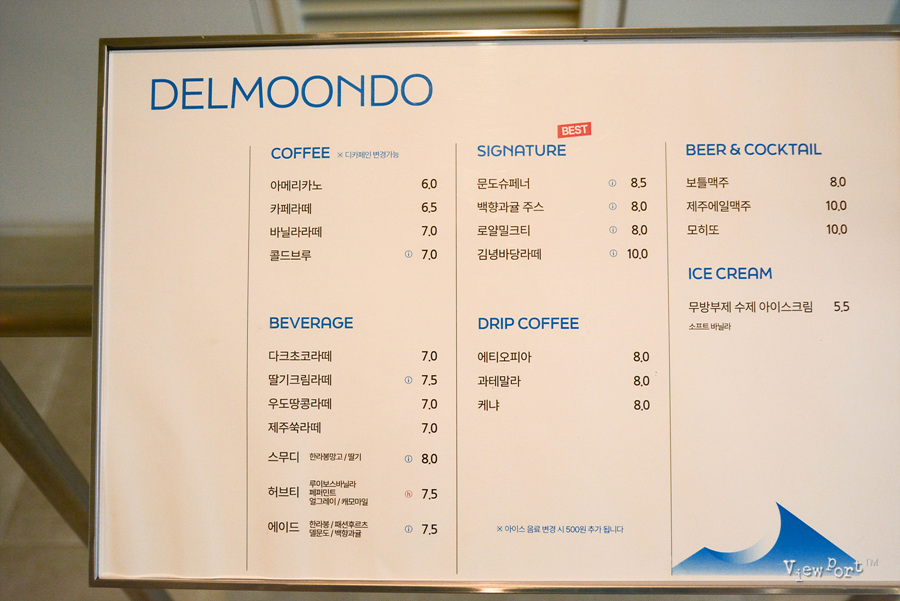 DELMOONDO
COFFEE ※ 디카페인 변경가능
아메리카노 6.0
카페라떼 6.5
바닐라라떼 7.0
콜드브루 ⓘ 7.0
BEVERAGE
다크초코라떼 7.0
딸기크림라떼 ⓘ 7.5
우도땅콩라떼 7.0
제주쑥라떼 7.0
스무디 한라봉망고 / 딸기 ⓘ 8.0
허브티 루이보스바닐라
페퍼민트
얼그레이 / 캐모마일 ⓗ 7.5
에이드 한라봉 / 패션후르츠
델문도 / 백향과귤 ⓘ 7.5
BEST
SIGNATURE
문도슈페너 ⓘ 8.5
백향과귤 주스 ⓘ 8.0
로얄밀크티 ⓘ 8.0
김녕바당라떼 ⓘ 10.0
DRIP COFFEE
에티오피아 8.0
과테말라 8.0
케냐 8.0
※ 아이스 음료 변경 시 500원 추가 됩니다
BEER & COCKTAIL
보틀맥주 8.0
제주에일맥주 10.0
모히또 10.0
ICE CREAM
무방부제 수제 아이스크림 5.5
소프트 바닐라
View Port™